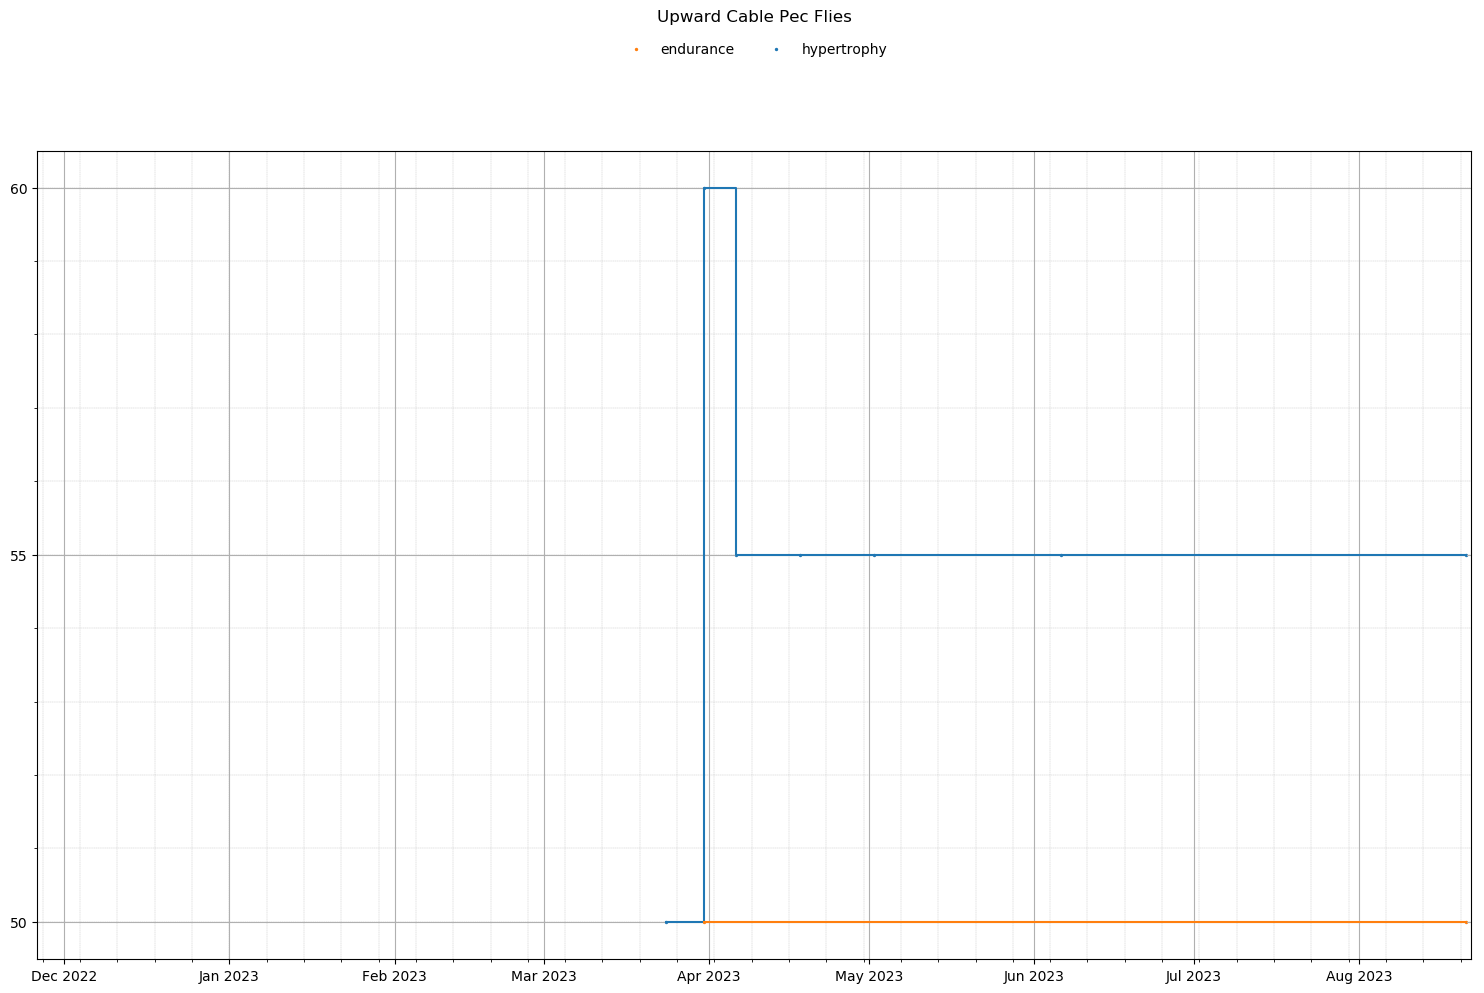 Upward Cable Pec Flies
endurance hypertrophy
60
55
50
Dec 2022 Jan 2023 Feb 2023 Mar 2023 Apr 2023 May 2023 Jun 2023 Jul 2023 Aug 2023